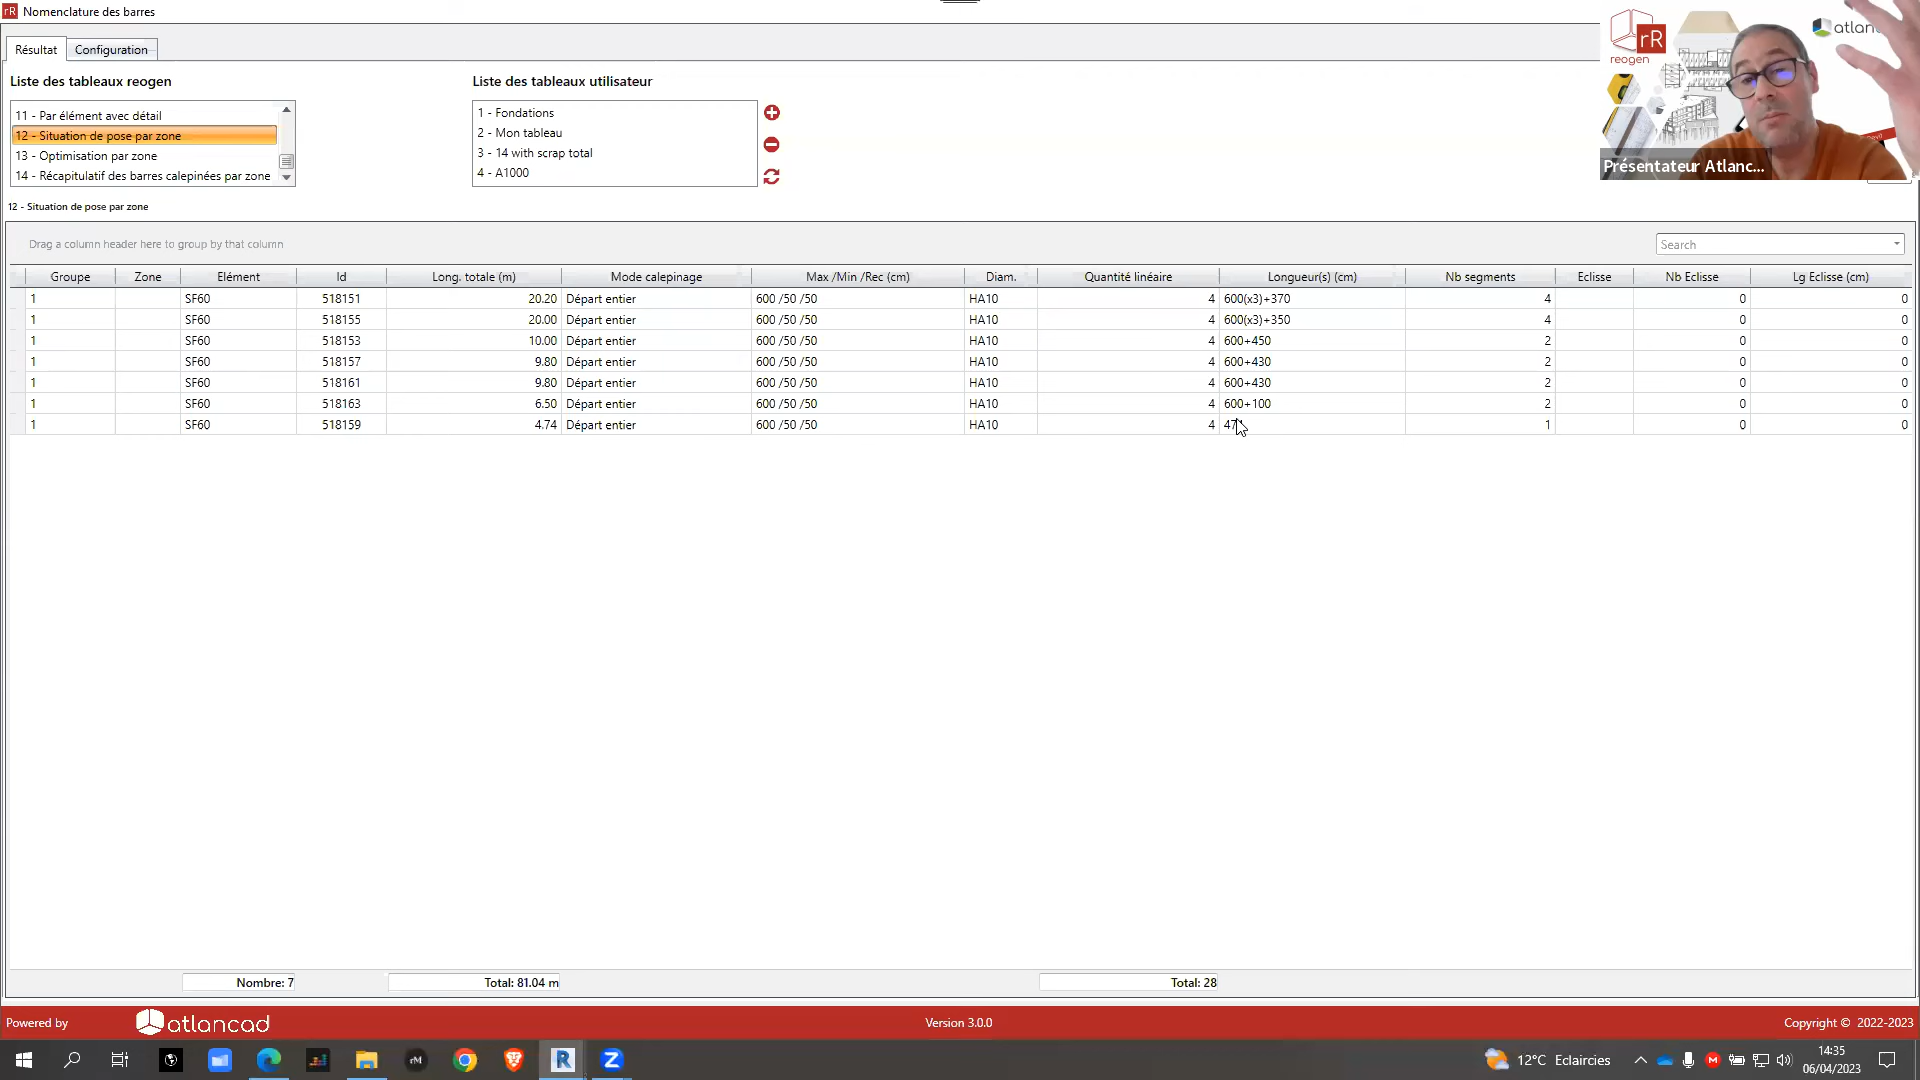 rR Nomenclature des barres
Résultat Configuration
Liste des tableaux reogen
11 - Par élément avec détail
12 - Situation de pose par zone
13 - Optimisation par zone
14 - Récapitulatif des barres calepinées par zone
Liste des tableaux utilisateur
1 - Fondations
2 - Mon tableau
3 - 14 with scrap total
4 - A1000
rR
reogen
Présentateur Atlanc...
12 - Situation de pose par zone
Drag a column header here to group by that column
Search
Groupe Zone Elément Id Long. totale (m) Mode calepinage Max /Min /Rec (cm) Diam. Quantité linéaire Longueur(s) (cm) Nb segments Eclisse Nb Eclisse Lg Eclisse (cm)
1 SF60 518151 20.20 Départ entier 600 /50 /50 HA10 4 600(x3)+370 4 0 0
1 SF60 518155 20.00 Départ entier 600 /50 /50 HA10 4 600(x3)+350 4 0 0
1 SF60 518153 10.00 Départ entier 600 /50 /50 HA10 4 600+450 2 0 0
1 SF60 518157 9.80 Départ entier 600 /50 /50 HA10 4 600+430 2 0 0
1 SF60 518161 9.80 Départ entier 600 /50 /50 HA10 4 600+430 2 0 0
1 SF60 518163 6.50 Départ entier 600 /50 /50 HA10 4 600+100 2 0 0
1 SF60 518159 4.74 Départ entier 600 /50 /50 HA10 4 1 0 0
Nombre: 7 Total: 81.04 m Total: 28
Powered by atlancad Version 3.0.0 Copyright © 2022-2023
rM R Z 12°C Eclaircies M 14:35
06/04/2023